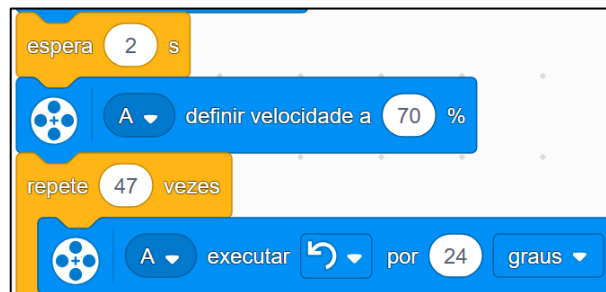 espera 2 s
A definir velocidade a 70 %
repete 47 vezes
A executar por 24 graus